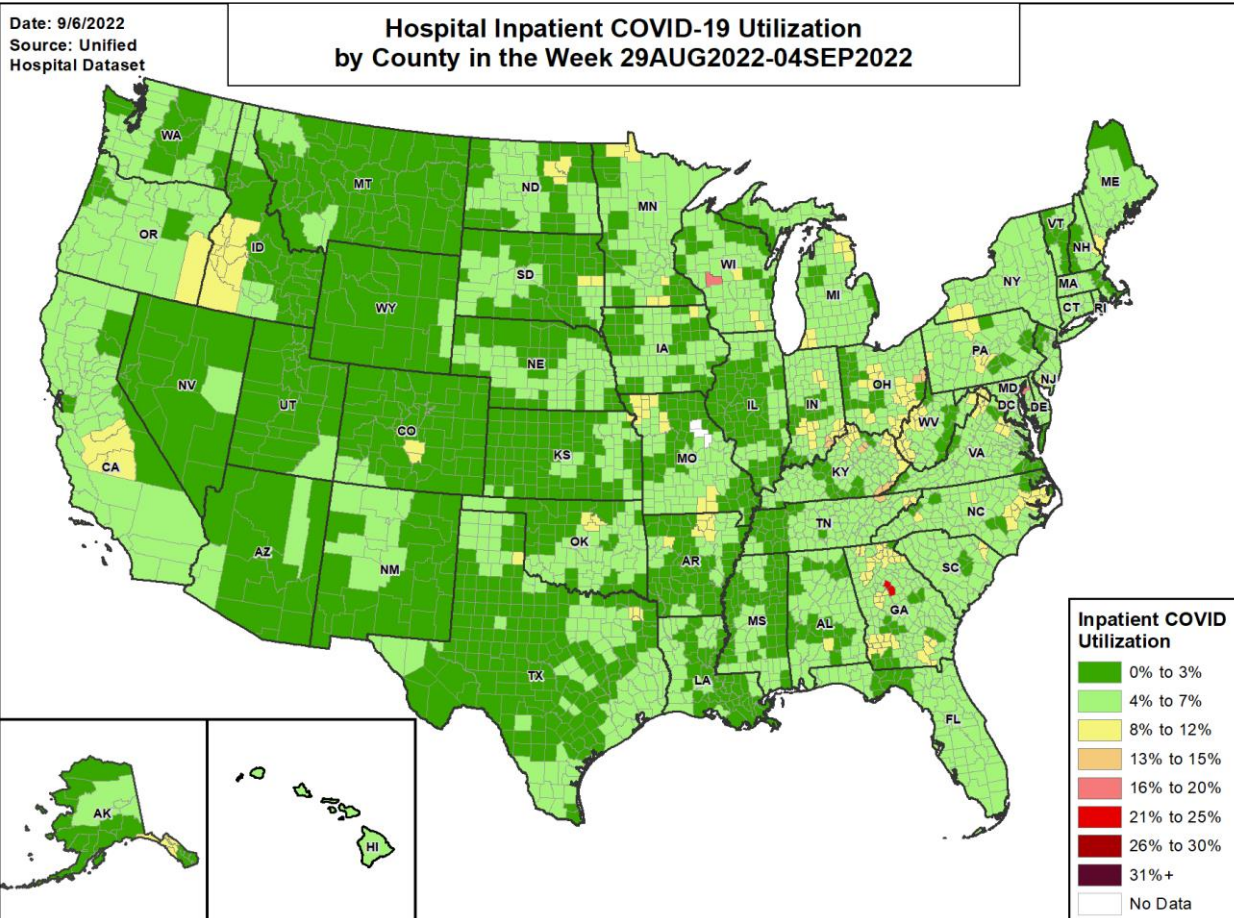 Date: 9/6/2022
Source: Unified
Hospital Dataset
Hospital Inpatient COVID-19 Utilization
by County in the Week 29AUG2022-04SEP2022
WA
MT
ND
MN
ME
OR
ID
SD
WI
VT
NH
NY
MA
CT
RI
WY
MI
IA
NE
PA
NJ
NV
UT
CO
IL
IN
OH
MD
DC
DE
WV
VA
CA
KS
MO
KY
NC
TN
AZ
NM
OK
AR
SC
MS
AL
GA
TX
LA
FL
AK
HI
Inpatient COVID
Utilization
0% to 3%
4% to 7%
8% to 12%
13% to 15%
16% to 20%
21% to 25%
26% to 30%
31%+
No Data